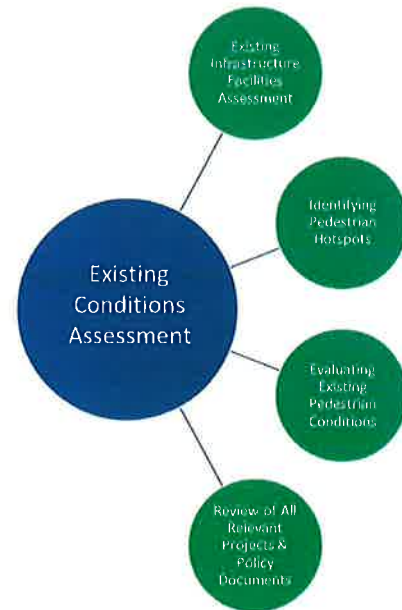 Existing
Infrastructure
Facilities
Assessment
Identifying
Pedestrian
Hotspots
Existing
Conditions
Assessment
Evaluating
Existing
Pedestrian
Conditions
Review of All
Relevant
Projects &
Policy
Documents